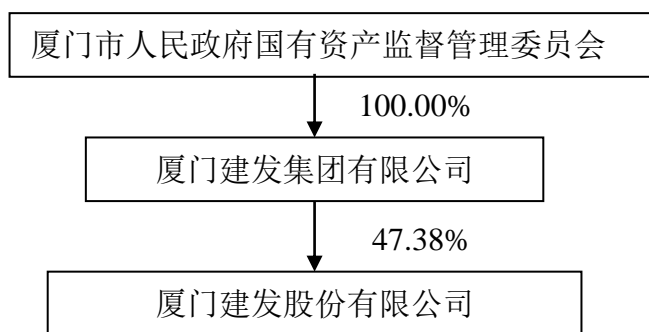 厦门市人民政府国有资产监督管理委员会
100.00%
厦门建发集团有限公司
47.38%
厦门建发股份有限公司